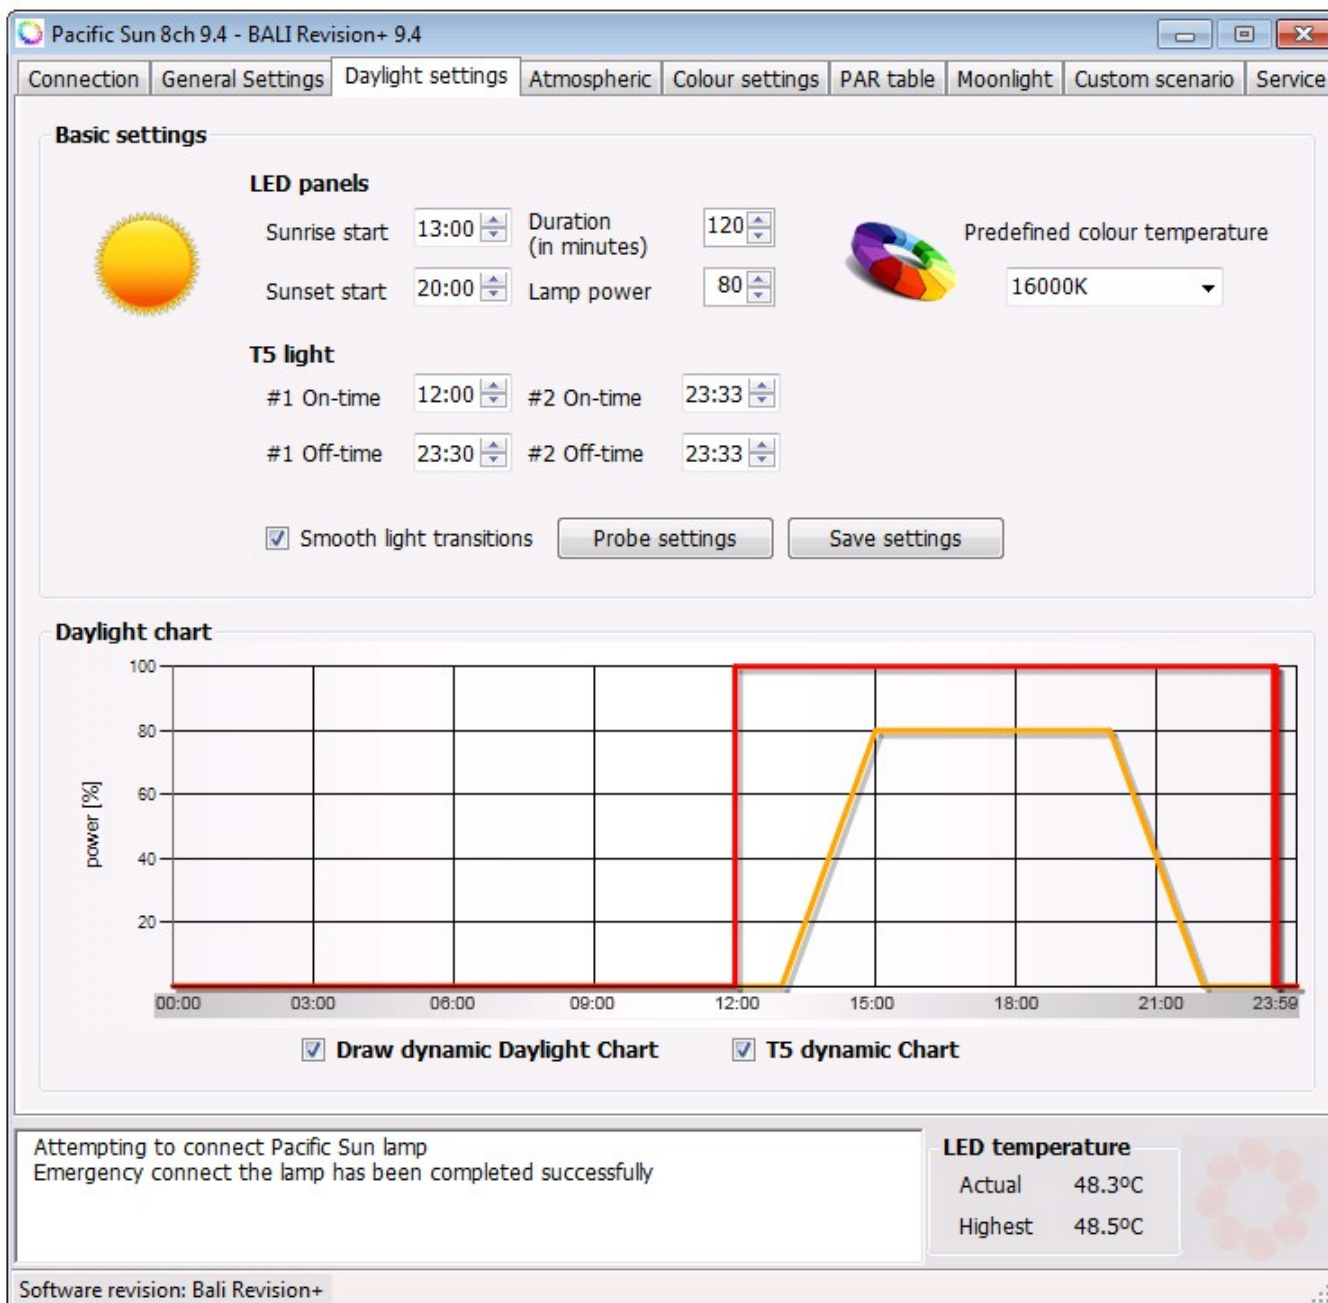 Pacific Sun 8ch 9.4 - BALI Revision+ 9.4
Connection General Settings Daylight settings Atmospheric Colour settings PAR table Moonlight Custom scenario Service
Basic settings
LED panels
Sunrise start 13:00 Duration (in minutes) 120 Predefined colour temperature
Sunset start 20:00 Lamp power 80 16000K
T5 light
#1 On-time 12:00 #2 On-time 23:33
#1 Off-time 23:30 #2 Off-time 23:33
Smooth light transitions Probe settings Save settings
Daylight chart
100
80
60
40
20
power [%]
00:00 03:00 06:00 09:00 12:00 15:00 18:00 21:00 23:59
Draw dynamic Daylight Chart T5 dynamic Chart
Attempting to connect Pacific Sun lamp
Emergency connect the lamp has been completed successfully
LED temperature
Actual 48.3ºC
Highest 48.5ºC
Software revision: Bali Revision+